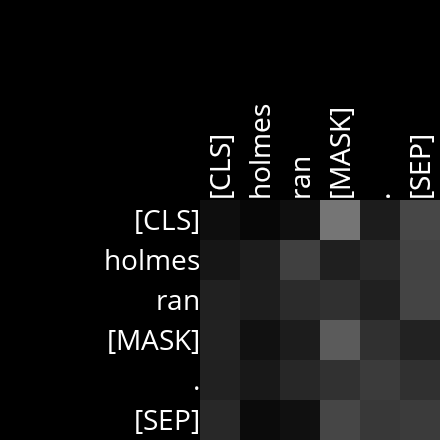 [CLS]
holmes
ran
[MASK]
.
[SEP]
[CLS]
holmes
ran
[MASK]
.
[SEP]